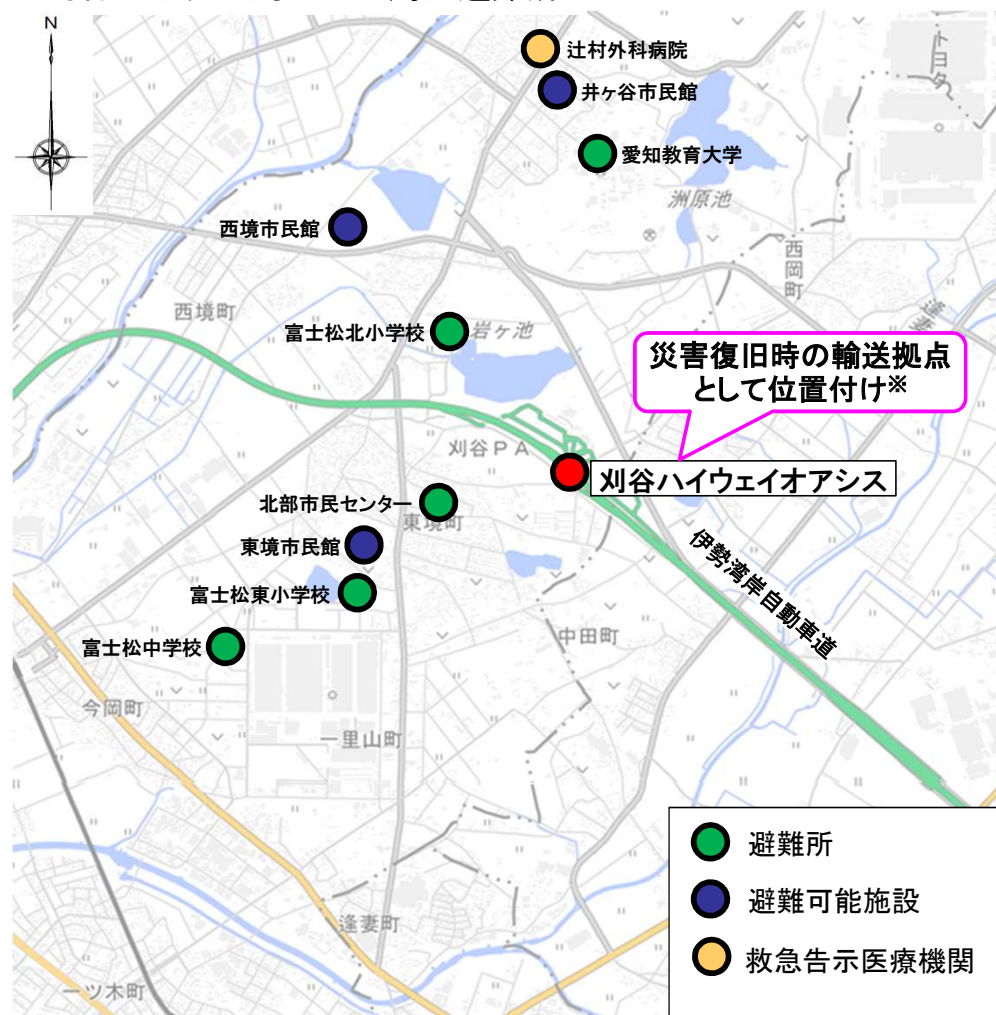 N
辻村外科病院
トヨタ
井ヶ谷市民館
愛知教育大学
洲原池
西境市民館
西岡町
逢妻
西境町
富士松北小学校
岩ヶ池
災害復旧時の輸送拠点
として位置付け※
刈谷PA
刈谷ハイウェイオアシス
北部市民センター
東境町
東境市民館
伊勢湾岸自動車道
富士松東小学校
中田町
富士松中学校
今岡町
一里山町
避難所
避難可能施設
逢妻町
救急告示医療機関
一ツ木町